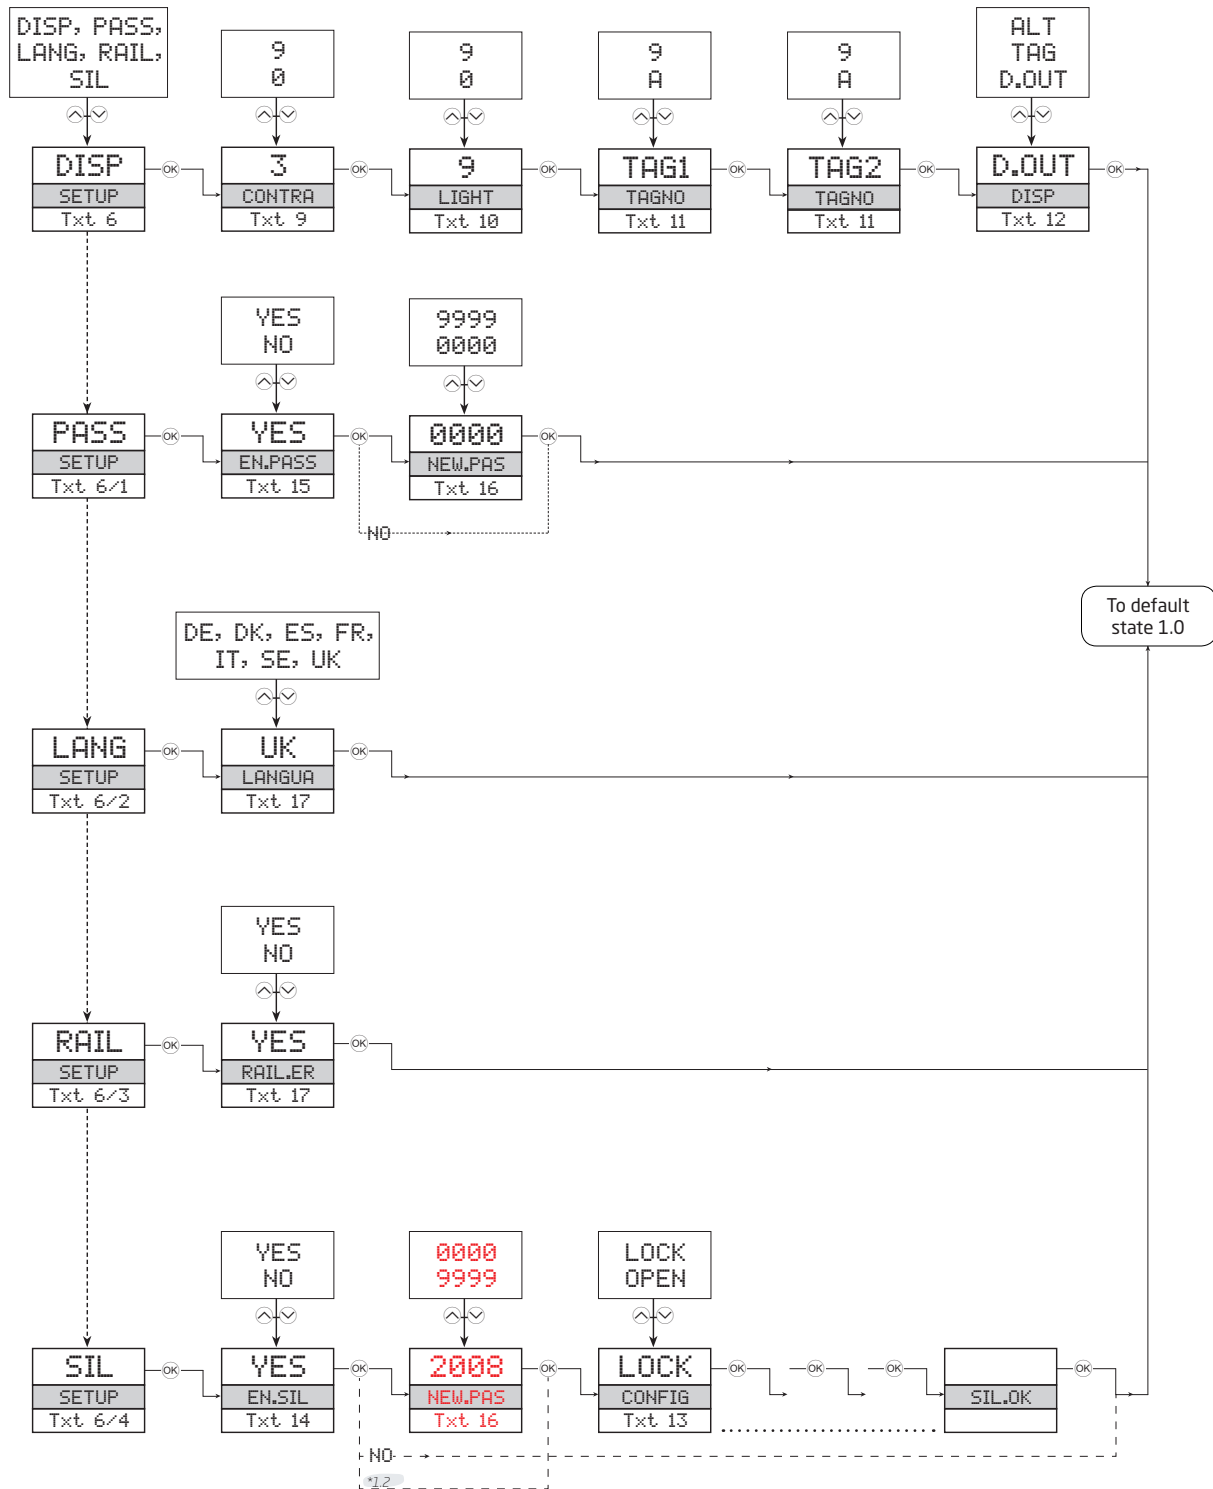 DISP, PASS,
LANG, RAIL,
SIL
9
0
9
0
9
A
9
A
ALT
TAG
D.OUT
DISP
SETUP
Txt 6
OK
3
CONTRA
Txt 9
OK
9
LIGHT
Txt 10
OK
TAG1
TAGNO
Txt 11
OK
TAG2
TAGNO
Txt 11
OK
D.OUT
DISP
Txt 12
OK
YES
NO
9999
0000
PASS
SETUP
Txt 6/1
OK
YES
EN.PASS
Txt 15
OK
0000
NEW.PAS
Txt 16
OK
NO
To default
state 1.0
DE, DK, ES, FR,
IT, SE, UK
LANG
SETUP
Txt 6/2
OK
UK
LANGUA
Txt 17
OK
YES
NO
RAIL
SETUP
Txt 6/3
OK
YES
RAIL.ER
Txt 17
OK
YES
NO
0000
9999
LOCK
OPEN
SIL
SETUP
Txt 6/4
OK
YES
EN.SIL
Txt 14
OK
2008
NEW.PAS
Txt 16
OK
LOCK
CONFIG
Txt 13
OK
OK
OK
SIL.OK
OK
NO
*1.2